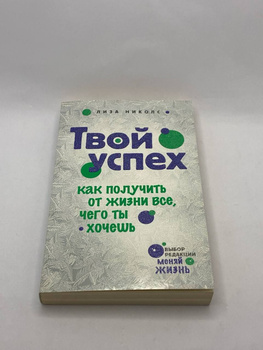 ЛИЗА НИКОЛС
Твой
успех
как получить
от жизни все,
чего ты
хочешь
ВЫБОР
РЕДАКЦИИ
меняй
жизнь